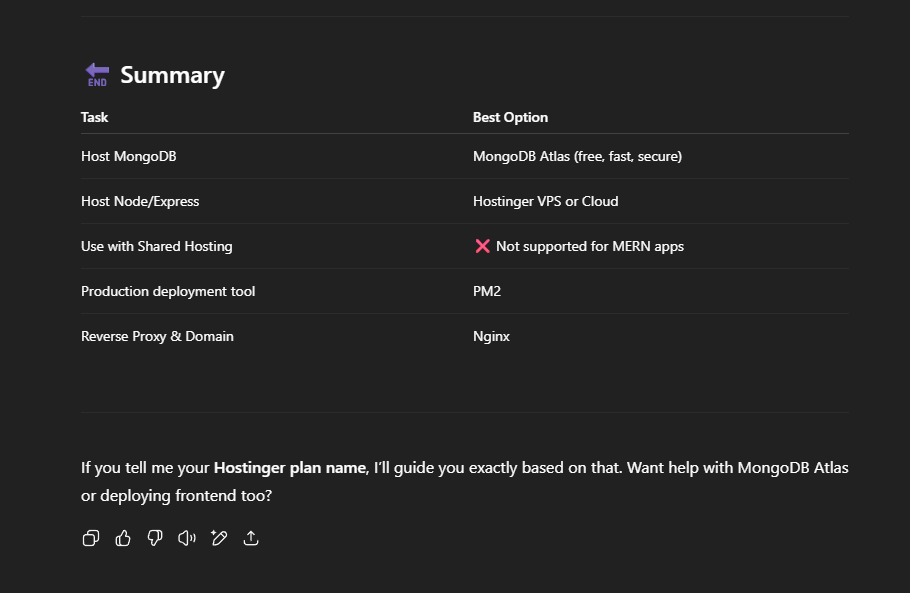 END Summary
Task Best Option
Host MongoDB MongoDB Atlas (free, fast, secure)
Host Node/Express Hostinger VPS or Cloud
Use with Shared Hosting ❌ Not supported for MERN apps
Production deployment tool PM2
Reverse Proxy & Domain Nginx
If you tell me your Hostinger plan name, I’ll guide you exactly based on that. Want help with MongoDB Atlas
or deploying frontend too?